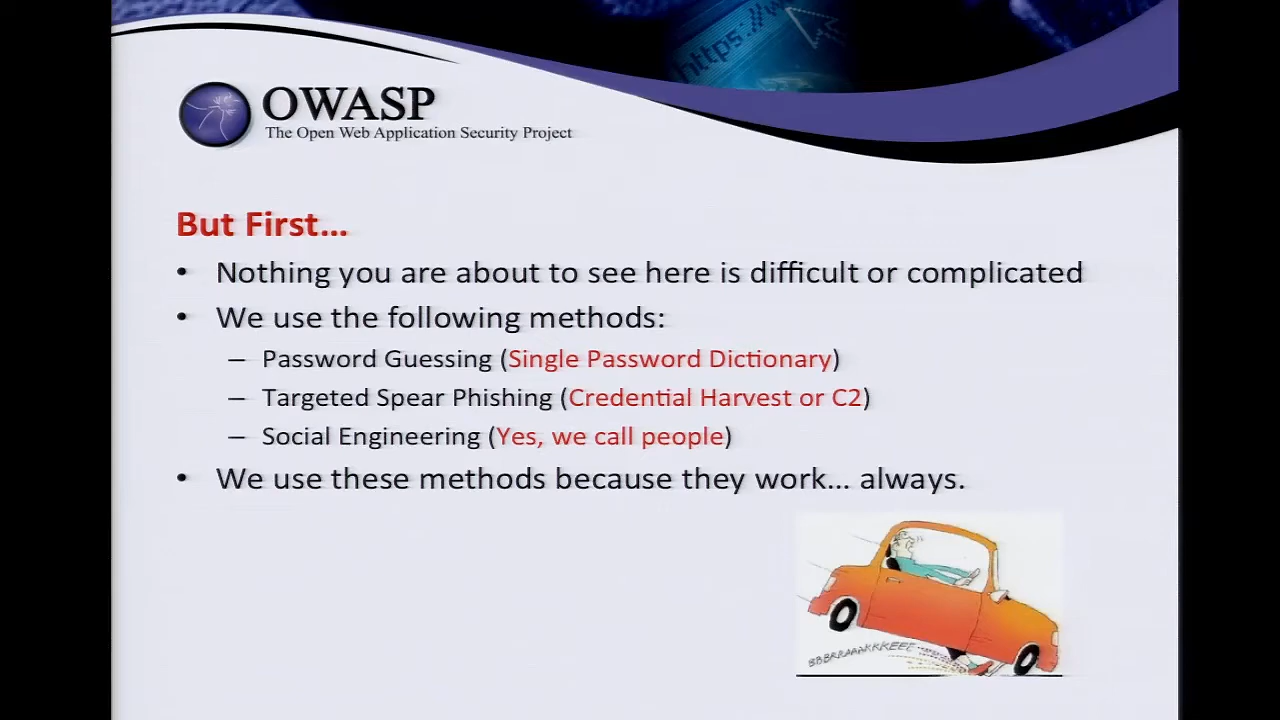 https://w
OWASP
The Open Web Application Security Project
But First…
• Nothing you are about to see here is difficult or complicated
• We use the following methods:
– Password Guessing (Single Password Dictionary)
– Targeted Spear Phishing (Credential Harvest or C2)
– Social Engineering (Yes, we call people)
• We use these methods because they work… always.